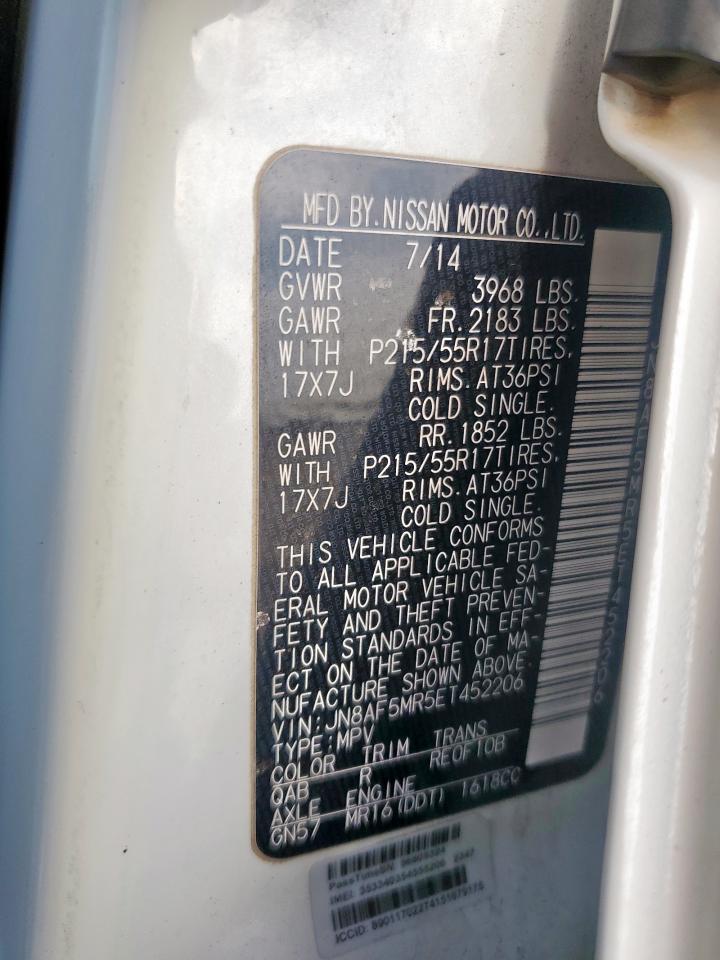 MFD BY.NISSAN MOTOR CO.,LTD.
DATE 7/14
GVWR 3968 LBS.
GAWR FR.2183 LBS.
WITH P215/55R17TIRES,
17X7J RIMS.AT36PSI
COLD SINGLE.
GAWR RR.1852 LBS.
WITH P215/55R17TIRES,
17X7J RIMS.AT36PSI
COLD SINGLE.
THIS VEHICLE CONFORMS
TO ALL APPLICABLE FED-
ERAL MOTOR VEHICLE SA-
FETY AND THEFT PREVEN-
TION STANDARDS IN EFF-
ECT ON THE DATE OF MA-
NUFACTURE SHOWN ABOVE.
VIN:JN8AF5MR5ET452206
TYPE:MPV
COLOR TRIM TRANS
QAB R RE0F10B
AXLE ENGINE
GN57 MR16(DDT) 1618CC
JN8AF5MR5ET452206
PassTimeSN:
IMEI:
ICCID: